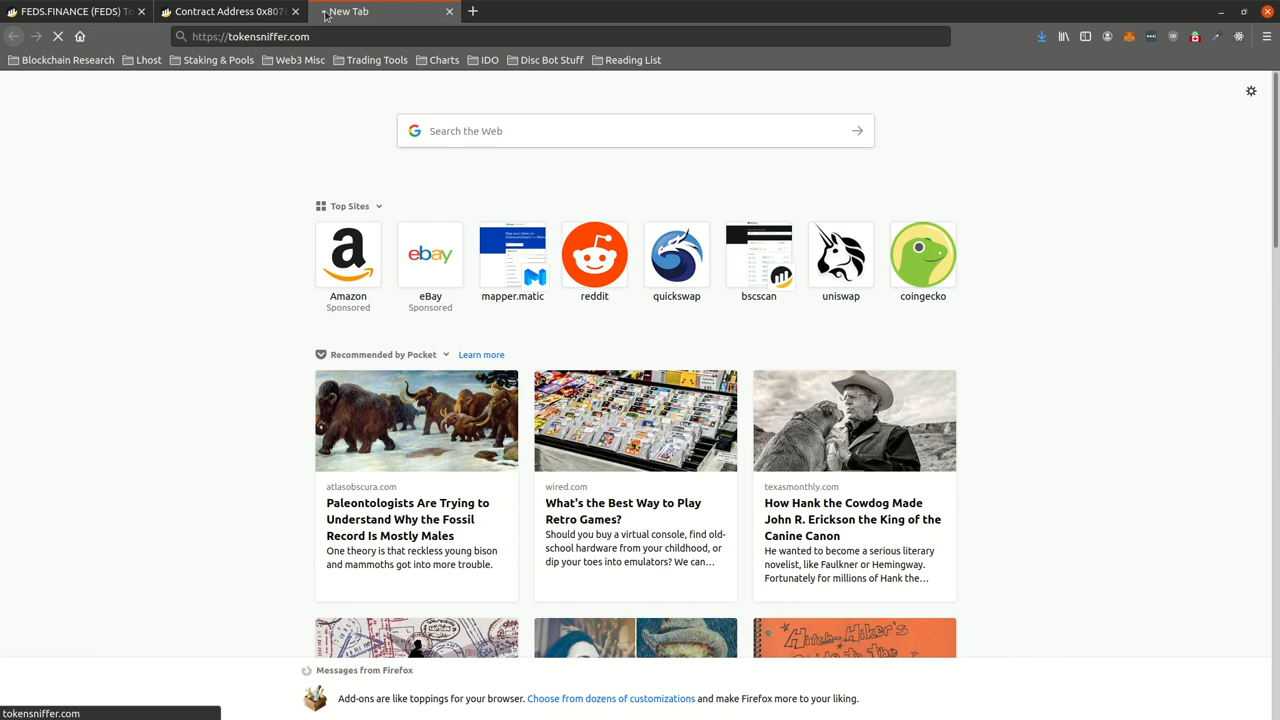 FEDS.FINANCE (FEDS) To
Contract Address 0x807
New Tab
https://tokensniffer.com
Blockchain Research
Lhost
Staking & Pools
Web3 Misc
Trading Tools
Charts
IDO
Disc Bot Stuff
Reading List
Search the Web
Top Sites
Amazon
Sponsored
eBay
Sponsored
mapper.matic
reddit
quickswap
bscscan
uniswap
coingecko
Recommended by Pocket
Learn more
atlasobscura.com
Paleontologists Are Trying to
Understand Why the Fossil
Record Is Mostly Males
One theory is that reckless young bison
and mammoths got into more trouble.
wired.com
What's the Best Way to Play
Retro Games?
Should you buy a virtual console, find old-
school hardware from your childhood, or
dip your toes into emulators? We can…
texasmonthly.com
How Hank the Cowdog Made
John R. Erickson the King of the
Canine Canon
He wanted to become a serious literary
novelist, like Faulkner or Hemingway.
Fortunately for millions of Hank the…
Hitch-Hiker's
Guide to the
Messages from Firefox
Add-ons are like toppings for your browser. Choose from dozens of customizations and make Firefox more to your liking.
tokensniffer.com